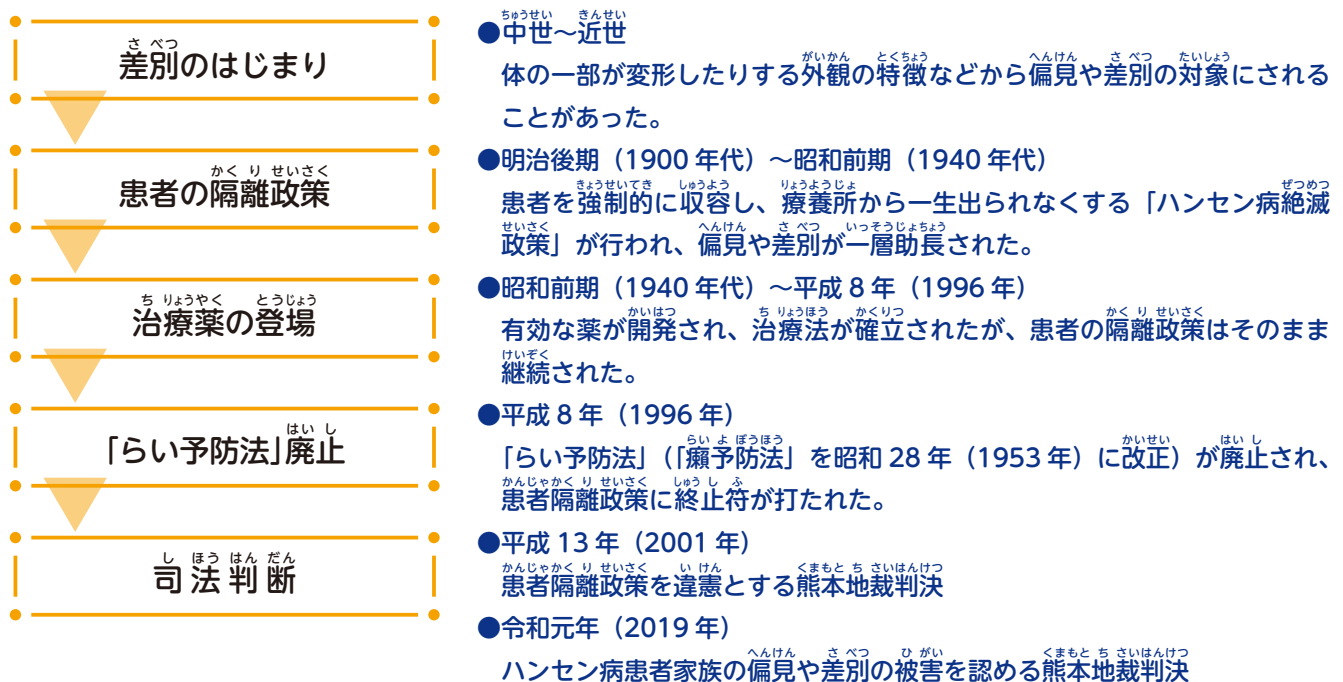 差別のはじまり
●中世～近世
体の一部が変形したりする外観の特徴などから偏見や差別の対象にされる
ことがあった。
患者の隔離政策
●明治後期（1900 年代）～昭和前期（1940 年代）
患者を強制的に収容し、療養所から一生出られなくする「ハンセン病絶滅
政策」が行われ、偏見や差別が一層助長された。
治療薬の登場
●昭和前期（1940 年代）～平成 8 年（1996 年）
有効な薬が開発され、治療法が確立されたが、患者の隔離政策はそのまま
継続された。
「らい予防法」廃止
●平成 8 年（1996 年）
「らい予防法」（「癩予防法」を昭和 28 年（1953 年）に改正）が廃止され、
患者隔離政策に終止符が打たれた。
司法判断
●平成 13 年（2001 年）
患者隔離政策を違憲とする熊本地裁判決
●令和元年（2019 年）
ハンセン病患者家族の偏見や差別の被害を認める熊本地裁判決